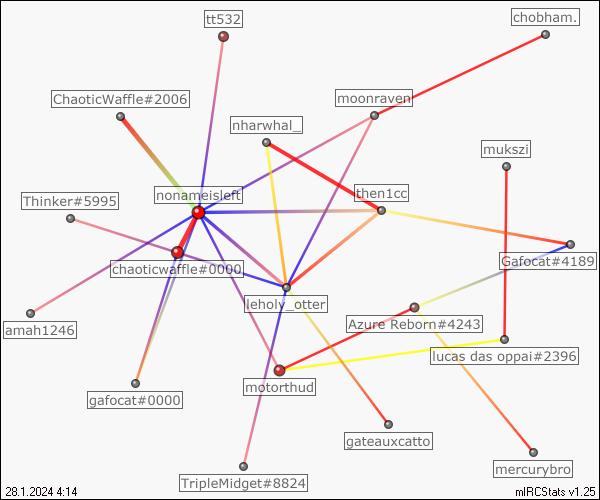 tt532
chobham.
ChaoticWaffle#2006
moonraven
nharwhal_
mukszi
nonameisleft
then1cc
Thinker#5995
Gafocat#4189
chaoticwaffle#0000
leholy_otter
amah1246
Azure Reborn#4243
lucas das oppai#2396
motorthud
gafocat#0000
gateauxcatto
mercurybro
TripleMidget#8824
28.1.2024 4:14
mIRCStats v1.25